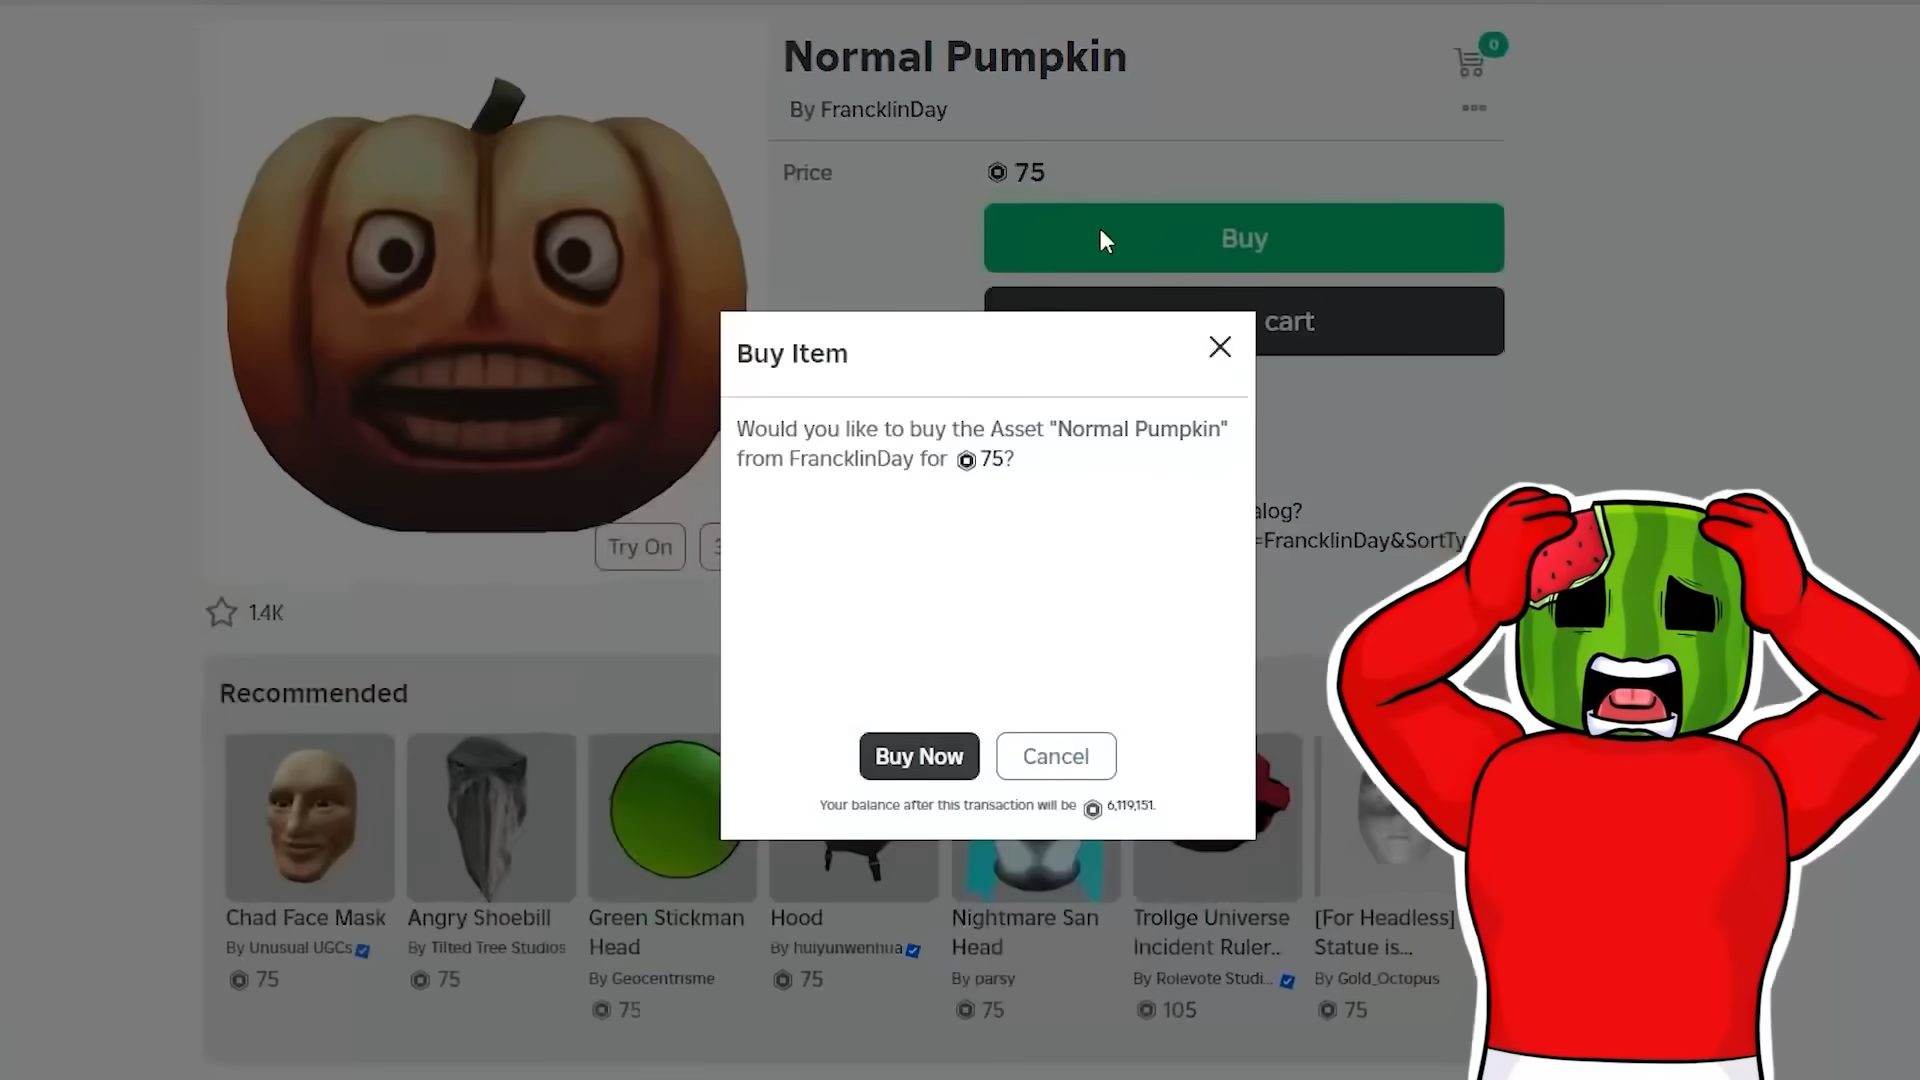 Normal Pumpkin
0
By FrancklinDay
Price
75
Buy
cart
Buy Item
Would you like to buy the Asset "Normal Pumpkin"
from FrancklinDay for 75?
alog?
=FrancklinDay&SortTy
Try On
1.4K
Buy Now
Cancel
Your balance after this transaction will be 6,119,151.
Recommended
Chad Face Mask
By Unusual UGCs
75
Angry Shoebill
By Tilted Tree Studios
75
Green Stickman
Head
By Geocentrisme
75
Hood
By huiyunwenhua
75
Nightmare San
Head
By parsy
75
Trollge Universe
Incident Ruler...
By Rolevote Studi...
105
[For Headless]
Statue is...
By Gold_Octopus
75